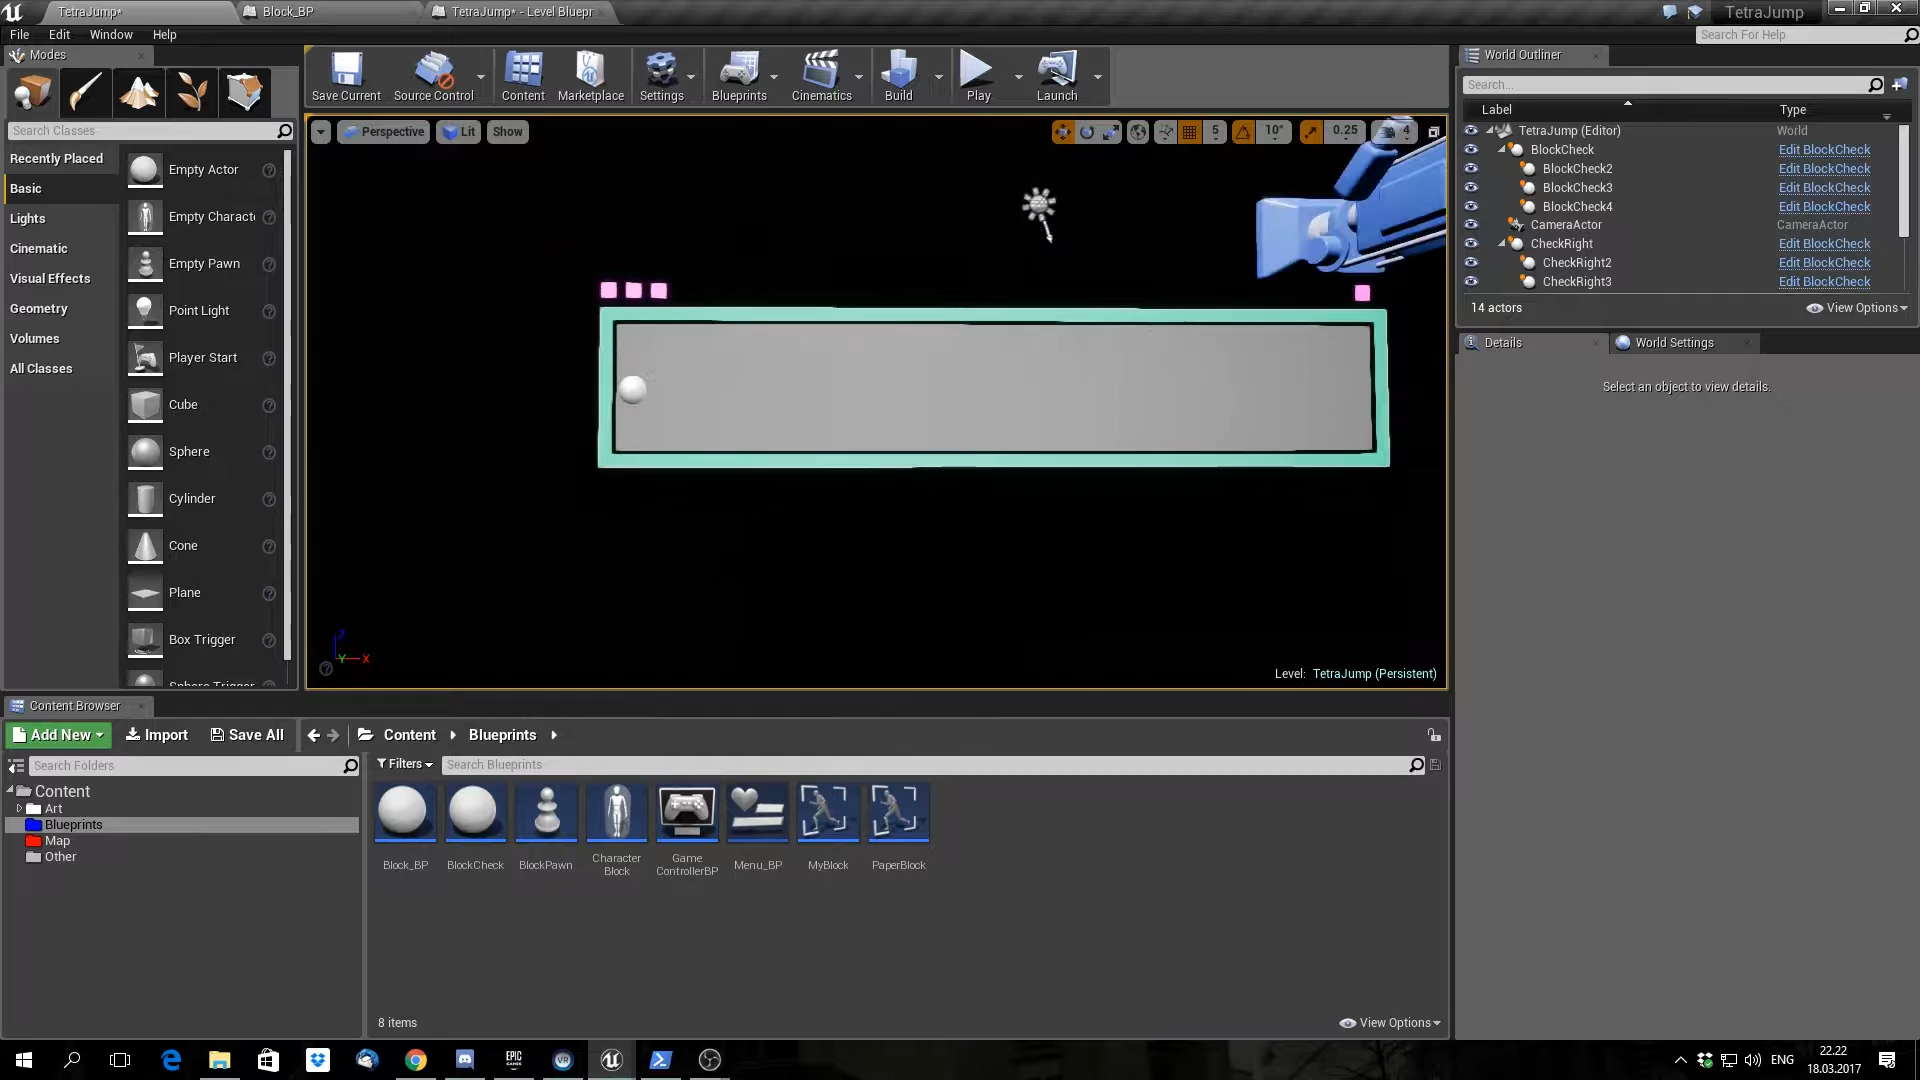 TetraJump*
Block_BP
TetraJump* - Level Bluepr
TetraJump
File
Edit
Window
Help
Search For Help
Modes
Search Classes
Recently Placed
Basic
Lights
Cinematic
Visual Effects
Geometry
Volumes
All Classes
Empty Actor
Empty Charact
Empty Pawn
Point Light
Player Start
Cube
Sphere
Cylinder
Cone
Plane
Box Trigger
Sphere Trigger
Save Current
Source Control
Content
Marketplace
Settings
Blueprints
Cinematics
Build
Play
Launch
Perspective
Lit
Show
5
10°
0.25
4
Z
Y
X
Level: TetraJump (Persistent)
World Outliner
Search...
Label
Type
TetraJump (Editor) World
BlockCheck Edit BlockCheck
BlockCheck2 Edit BlockCheck
BlockCheck3 Edit BlockCheck
BlockCheck4 Edit BlockCheck
CameraActor CameraActor
CheckRight Edit BlockCheck
CheckRight2 Edit BlockCheck
CheckRight3 Edit BlockCheck
14 actors
View Options
Details
World Settings
Select an object to view details.
Content Browser
Add New
Import
Save All
Content
Blueprints
Search Folders
Content
Art
Blueprints
Map
Other
Filters
Search Blueprints
Block_BP
BlockCheck
BlockPawn
Character
Block
Game
ControllerBP
Menu_BP
MyBlock
PaperBlock
8 items
View Options
EPIC
GAMES
VR
ENG
22.22
18.03.2017